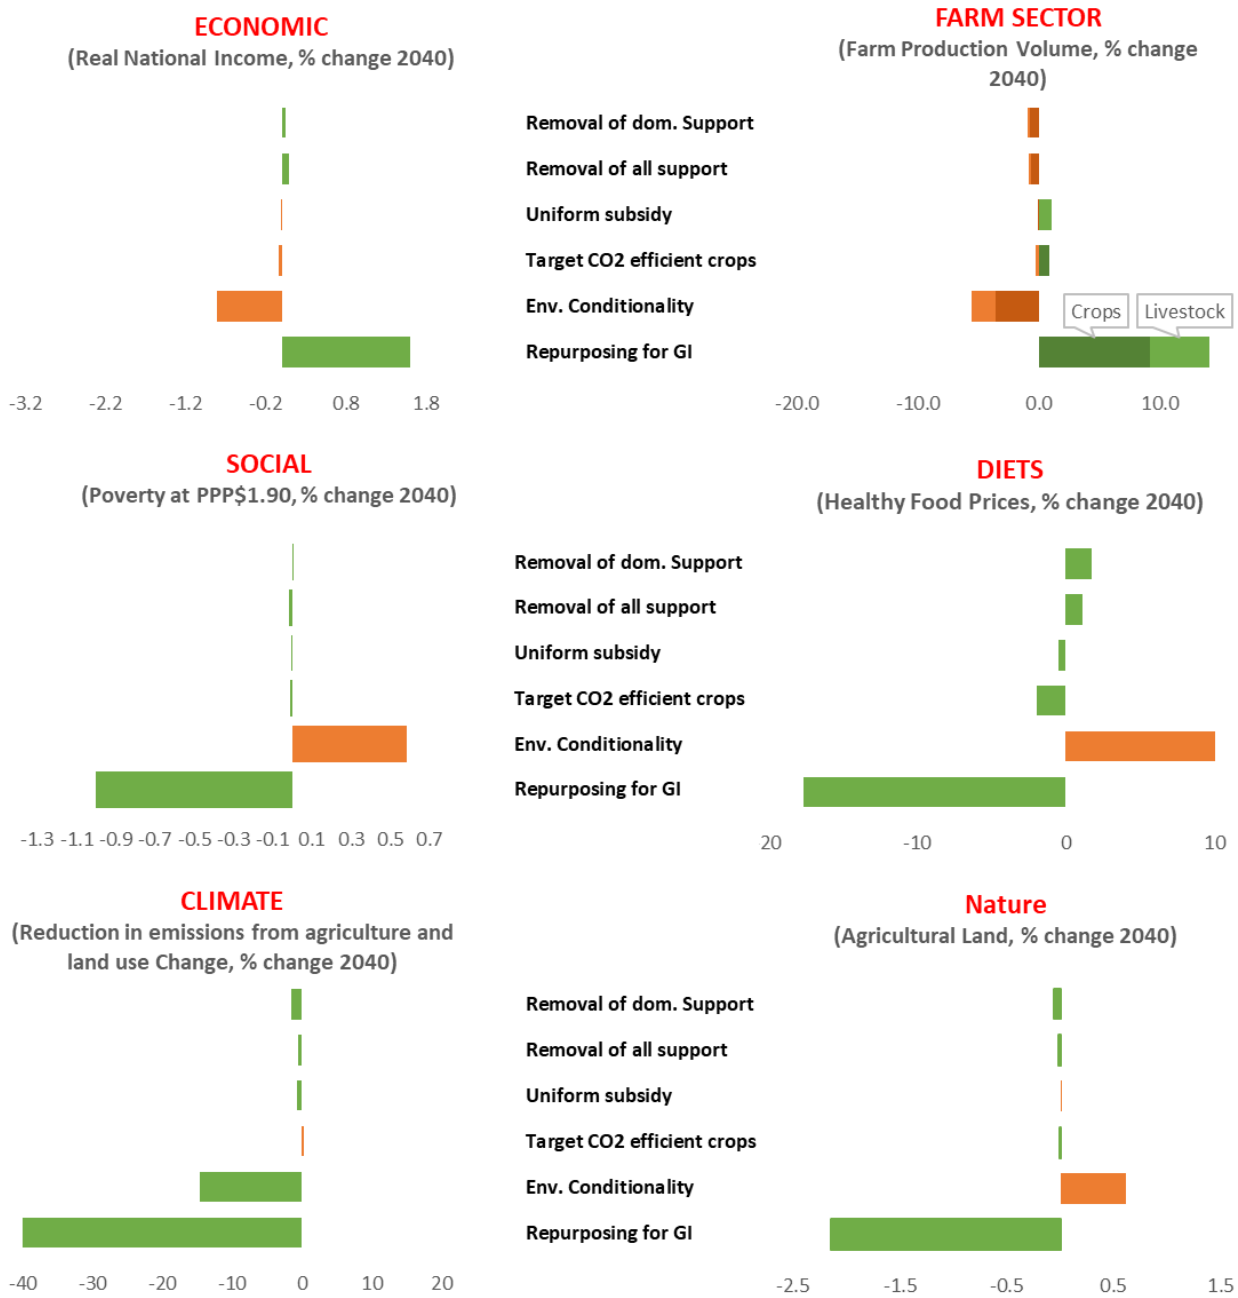 ECONOMIC
(Real National Income, % change 2040)
FARM SECTOR
(Farm Production Volume, % change
2040)
Removal of dom. Support
Removal of all support
Uniform subsidy
Target CO2 efficient crops
Env. Conditionality
Repurposing for GI
Crops
Livestock
-3.2 -2.2 -1.2 -0.2 0.8 1.8
-20.0 -10.0 0.0 10.0
SOCIAL
(Poverty at PPP$1.90, % change 2040)
DIETS
(Healthy Food Prices, % change 2040)
Removal of dom. Support
Removal of all support
Uniform subsidy
Target CO2 efficient crops
Env. Conditionality
Repurposing for GI
-1.3 -1.1 -0.9 -0.7 -0.5 -0.3 -0.1 0.1 0.3 0.5 0.7
20 -10 0 10
CLIMATE
(Reduction in emissions from agriculture and
land use Change, % change 2040)
Nature
(Agricultural Land, % change 2040)
Removal of dom. Support
Removal of all support
Uniform subsidy
Target CO2 efficient crops
Env. Conditionality
Repurposing for GI
-40 -30 -20 -10 0 10 20
-2.5 -1.5 -0.5 0.5 1.5